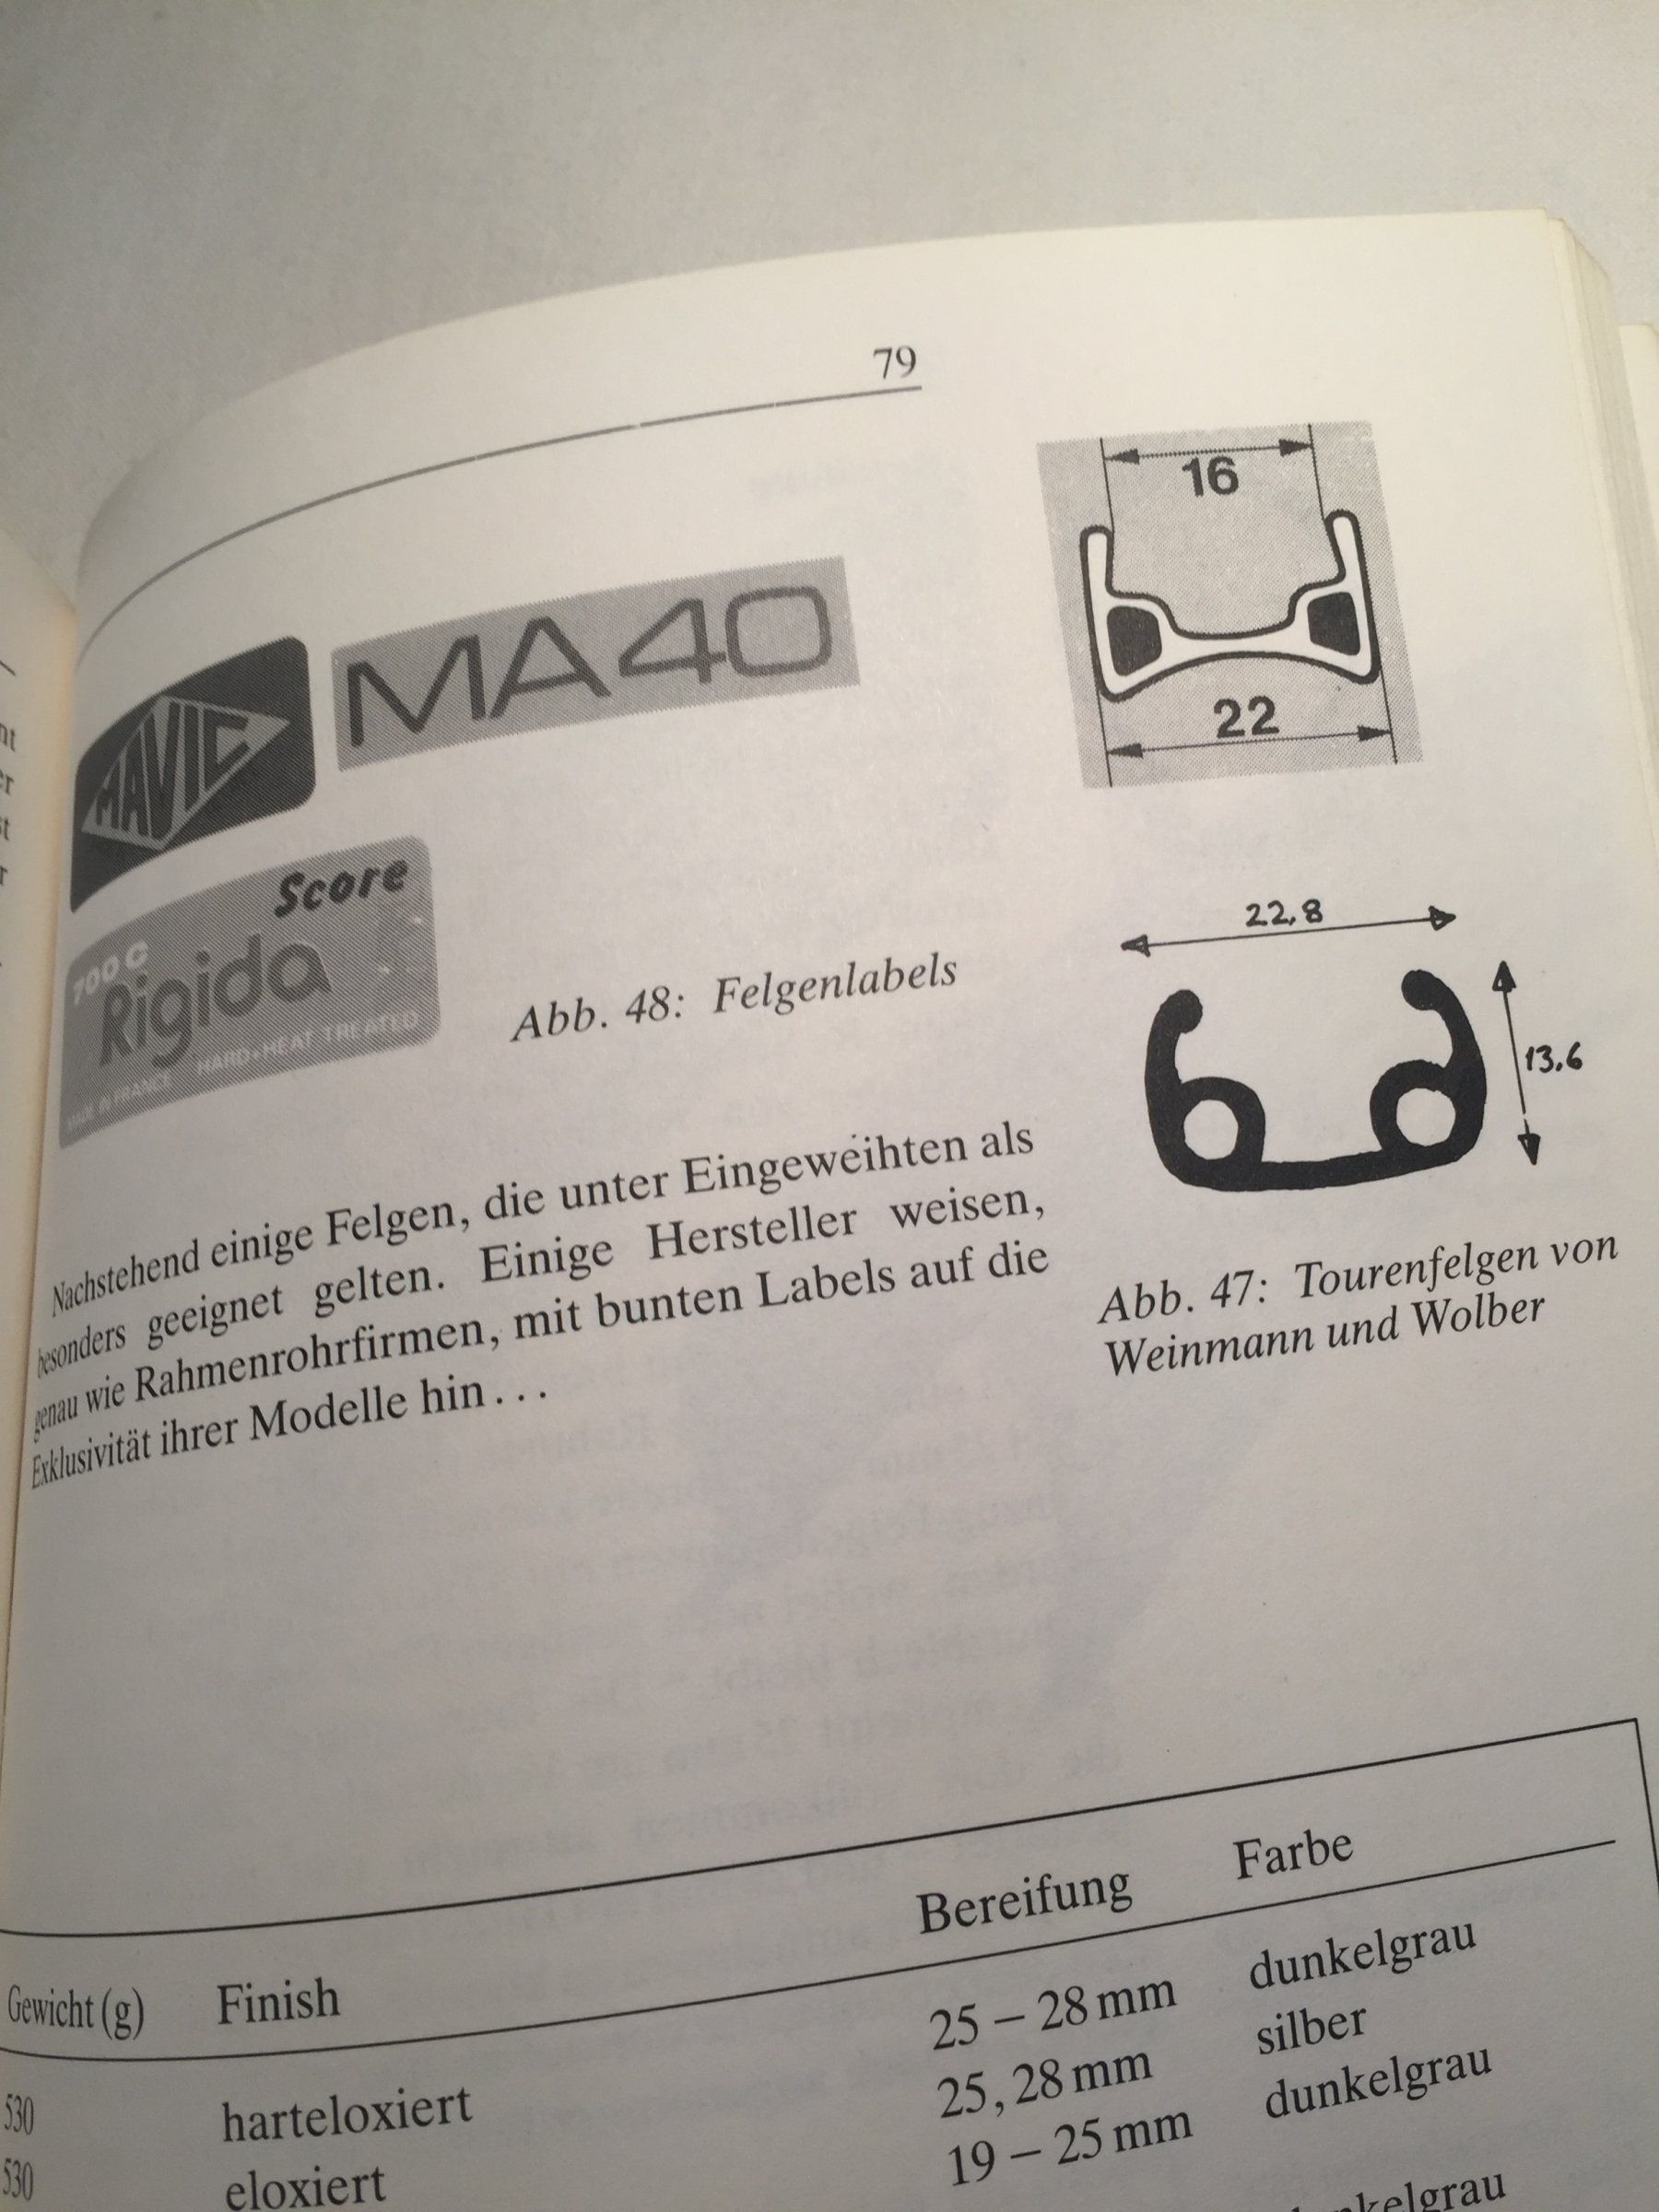 79
16
22
MAVIC
MA40
Score
700 C
Rigida
MADE IN FRANCE HARD+HEAT TREATED
Abb. 48: Felgenlabels
22,8
13.6
Abb. 47: Tourenfelgen von
Weinmann und Wolber
Nachstehend einige Felgen, die unter Eingeweihten als
besonders geeignet gelten. Einige Hersteller weisen,
genau wie Rahmenrohrfirmen, mit bunten Labels auf die
Exklusivität ihrer Modelle hin...
Gewicht (g) Finish Bereifung Farbe
530 harteloxiert 25 – 28 mm dunkelgrau
530 eloxiert 25, 28 mm silber
19 – 25 mm dunkelgrau